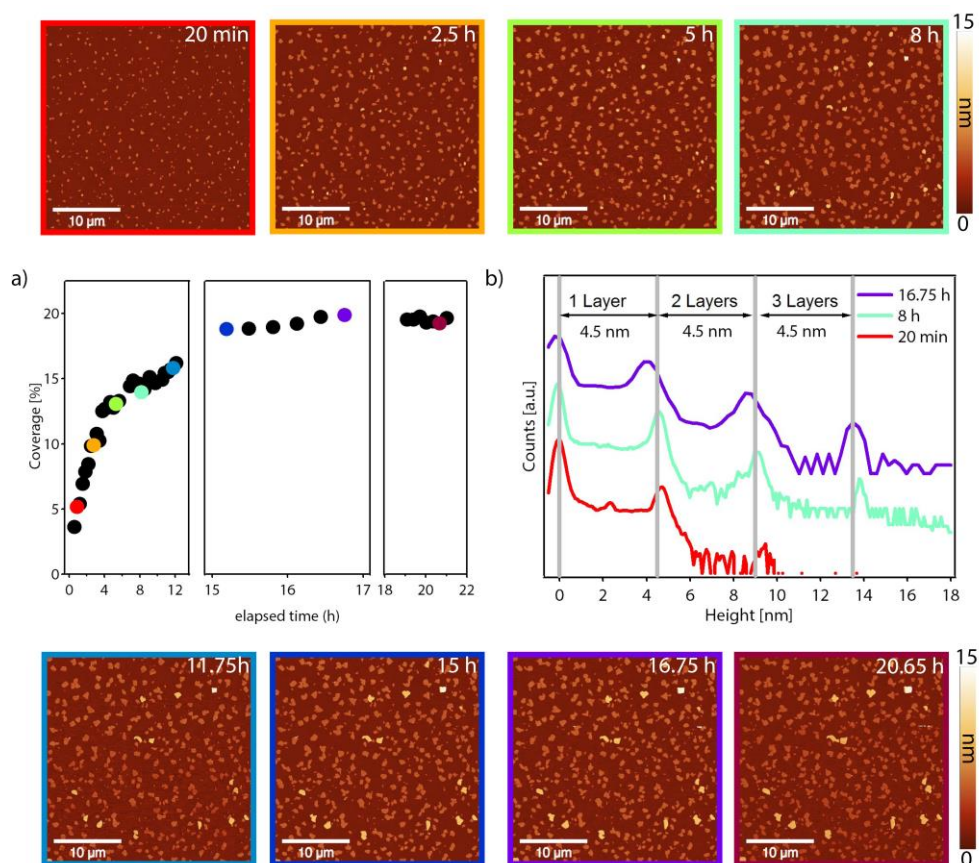 20 min
2.5 h
5 h
8 h
15
nm
0
10 µm
10 µm
10 µm
10 µm
a)
Coverage [%]
20
15
10
5
0
0 4 8 12
15 16 17
18 20 22
elapsed time (h)
b)
1 Layer
2 Layers
3 Layers
4.5 nm
4.5 nm
4.5 nm
16.75 h
8 h
20 min
Counts [a.u.]
0 2 4 6 8 10 12 14 16 18
Height [nm]
11.75h
15 h
16.75 h
20.65 h
15
nm
0
10 µm
10 µm
10 µm
10 µm